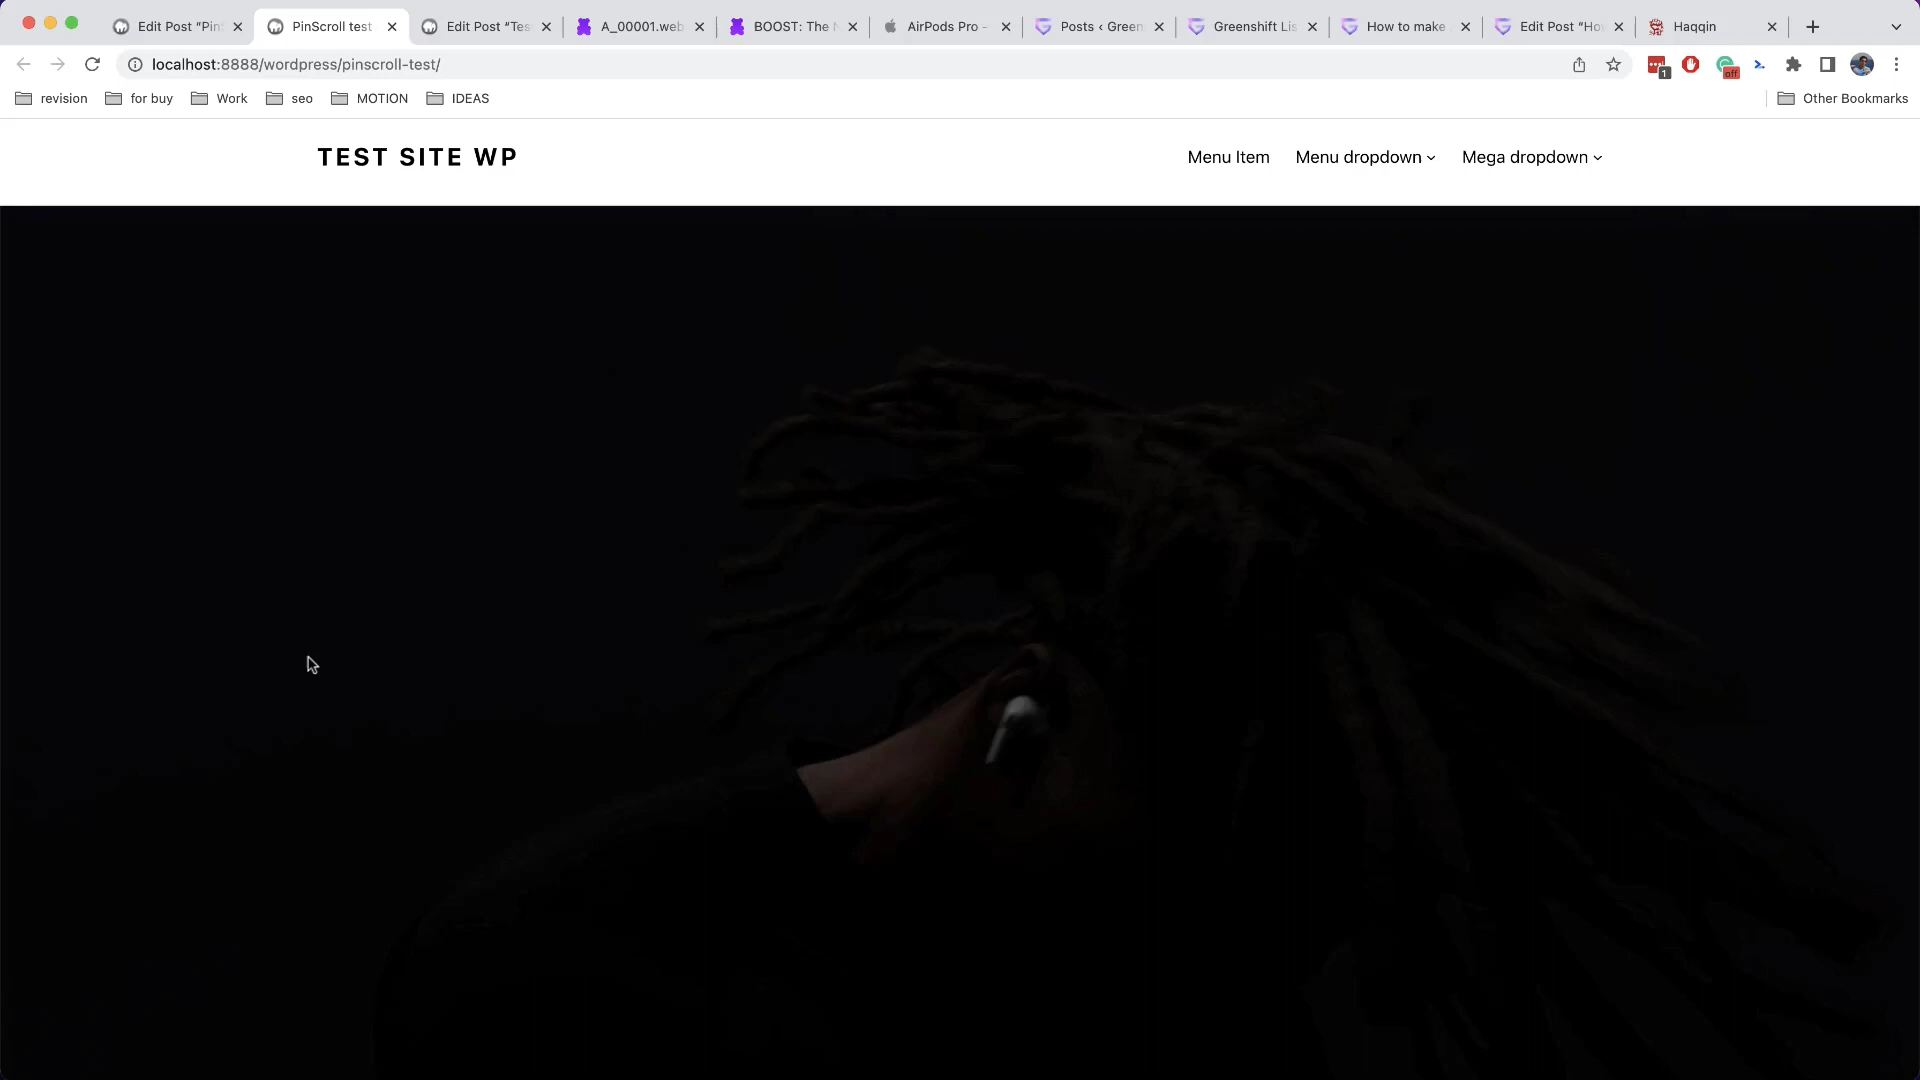 Edit Post “Pin
PinScroll test
Edit Post “Tes
A_00001.web
BOOST: The N
AirPods Pro -
Posts ‹ Green
Greenshift Lis
How to make
Edit Post “Ho
Haqqin
localhost:8888/wordpress/pinscroll-test/
1
off
revision
for buy
Work
seo
MOTION
IDEAS
Other Bookmarks
TEST SITE WP
Menu Item
Menu dropdown
Mega dropdown